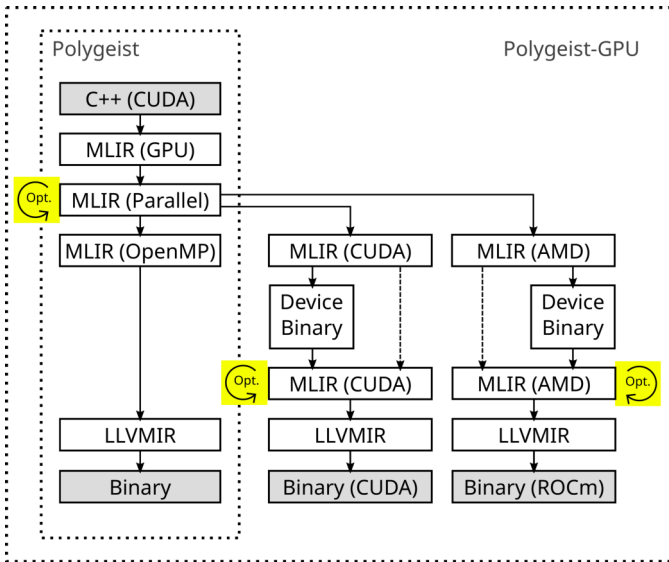 Polygeist
Polygeist-GPU
C++ (CUDA)
MLIR (GPU)
Opt.
MLIR (Parallel)
MLIR (OpenMP)
MLIR (CUDA)
MLIR (AMD)
Device
Binary
Device
Binary
Opt.
MLIR (CUDA)
MLIR (AMD)
Opt.
LLVMIR
LLVMIR
LLVMIR
Binary
Binary (CUDA)
Binary (ROCm)